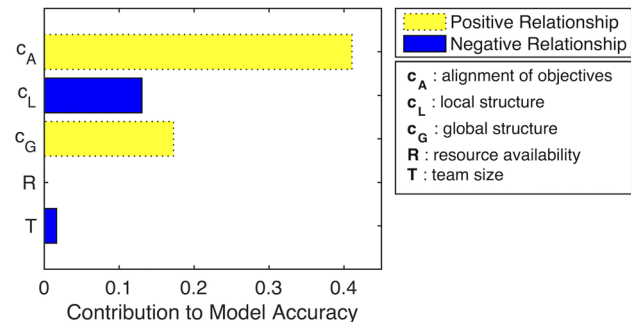 c_A
c_L
c_G
R
T
0 0.1 0.2 0.3 0.4
Contribution to Model Accuracy
Positive Relationship
Negative Relationship
c_A : alignment of objectives
c_L : local structure
c_G : global structure
R : resource availability
T : team size